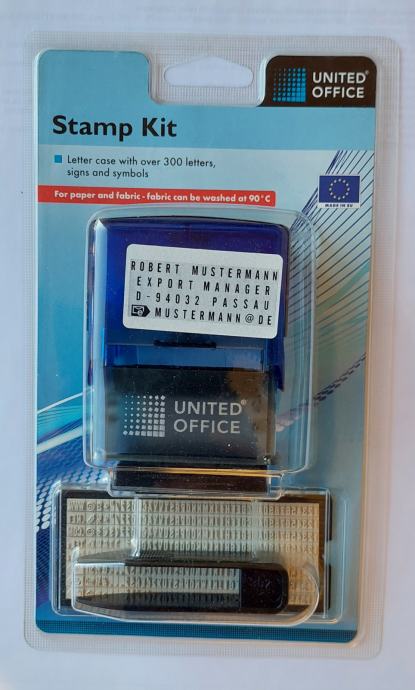 UNITED®
OFFICE
Stamp Kit
Letter case with over 300 letters,
signs and symbols
For paper and fabric - fabric can be washed at 90°C
MADE IN EU
ROBERT MUSTERMANN
EXPORT MANAGER
D-94032 PASSAU
MUSTERMANN@DE
UNITED®
OFFICE